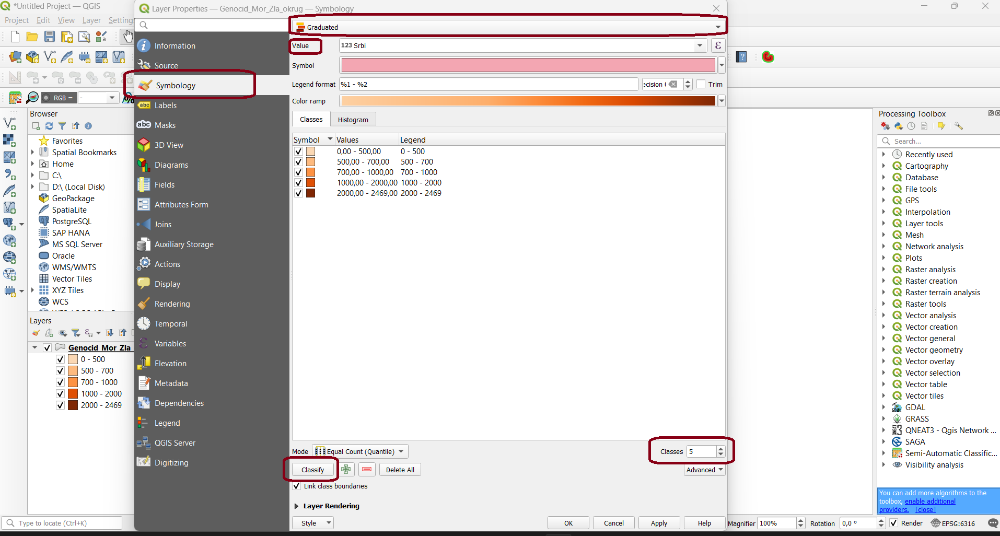 *Untitled Project — QGIS
Project Edit View Layer Settings
RGB = -
Browser
Favorites
Spatial Bookmarks
Home
C:\
D:\ (Local Disk)
GeoPackage
SpatiaLite
PostgreSQL
SAP HANA
MS SQL Server
Oracle
WMS/WMTS
Vector Tiles
XYZ Tiles
WCS
Layers
Genocid_Mor_Zla
0 - 500
500 - 700
700 - 1000
1000 - 2000
2000 - 2469
Type to locate (Ctrl+K)
Layer Properties — Genocid_Mor_Zla_okrug — Symbology
Information
Source
Symbology
abc Labels
abc Masks
3D View
Diagrams
Fields
Attributes Form
Joins
Auxiliary Storage
Actions
Display
Rendering
Temporal
Variables
Elevation
Metadata
Dependencies
Legend
QGIS Server
Digitizing
Graduated
Value 123 Srbi ε
Symbol
Legend format %1 - %2 ecision ( Trim
Color ramp
Classes Histogram
Symbol Values Legend
0,00 - 500,00 0 - 500
500,00 - 700,00 500 - 700
700,00 - 1000,00 700 - 1000
1000,00 - 2000,00 1000 - 2000
2000,00 - 2469,00 2000 - 2469
Mode Equal Count (Quantile) Classes 5
Classify Delete All Advanced
Link class boundaries
Layer Rendering
Style OK Cancel Apply Help
Processing Toolbox
Search...
Recently used
Cartography
Database
File tools
GPS
Interpolation
Layer tools
Mesh
Network analysis
Plots
Raster analysis
Raster creation
Raster terrain analysis
Raster tools
Vector analysis
Vector creation
Vector general
Vector geometry
Vector overlay
Vector selection
Vector table
Vector tiles
GDAL
GRASS
QNEAT3 - Qgis Network ...
SAGA
Semi-Automatic Classific...
Visibility analysis
You can add more algorithms to the
toolbox, enable additional
providers. [close]
Magnifier 100% Rotation 0,0 ° Render EPSG:6316